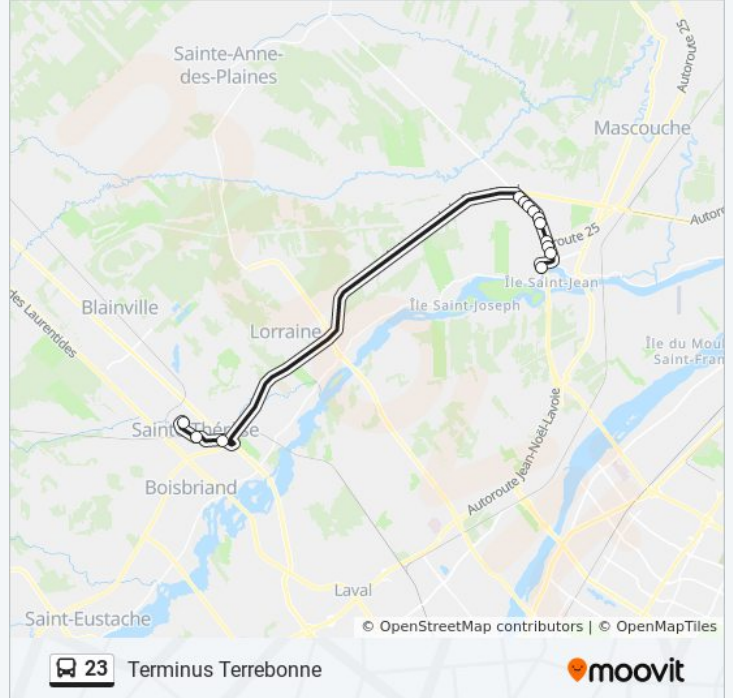 Sainte-Anne-
des-Plaines
Autoroute 25
Mascouche
route 25
Autoro
Île Saint-Jean
Île Saint-Joseph
Blainville
des Laurentides
Lorraine
Île du Moul
Saint-Fran
Sainte-Thérèse
Boisbriand
Autoroute Jean-Noël-Lavoie
Laval
Saint-Eustache
© OpenStreetMap contributors | © OpenMapTiles
23 Terminus Terrebonne
moovit